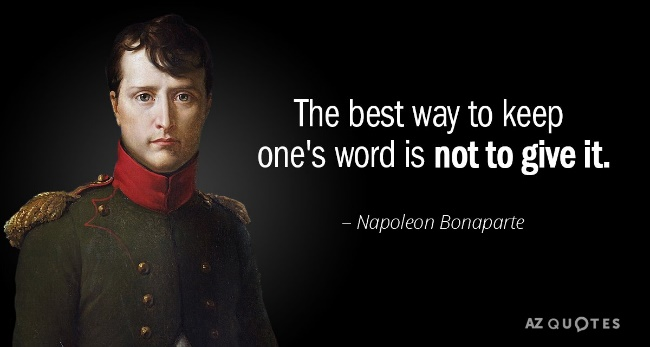 The best way to keep
one's word is not to give it.
– Napoleon Bonaparte
AZ QUOTES